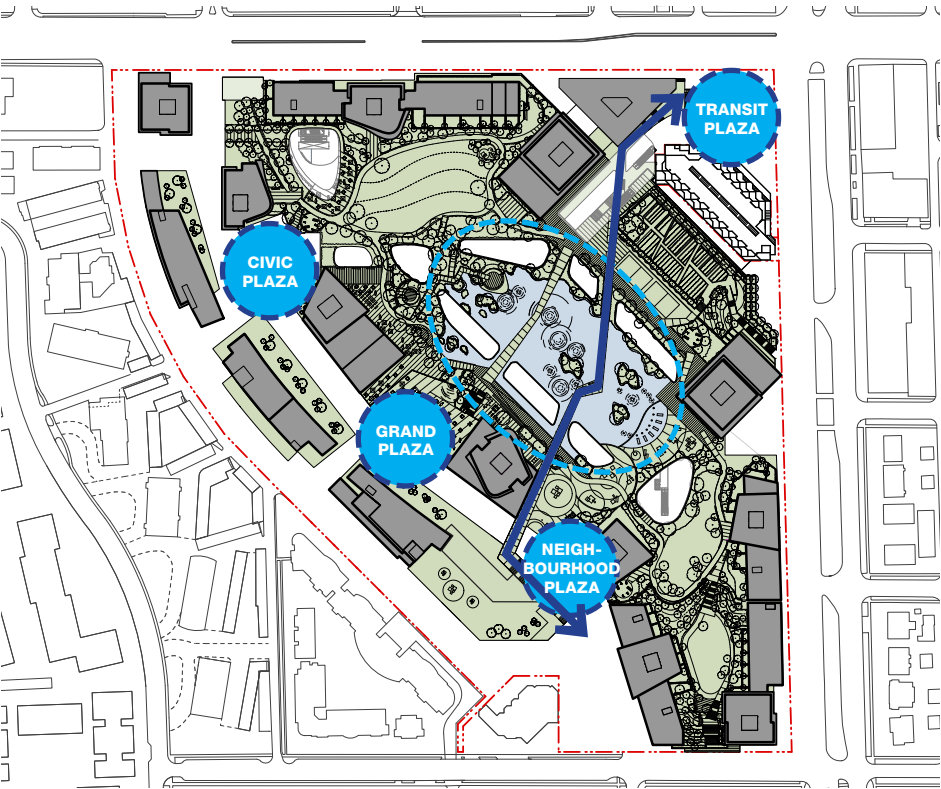 TRANSIT
PLAZA
CIVIC
PLAZA
GRAND
PLAZA
NEIGH-
BOURHOOD
PLAZA